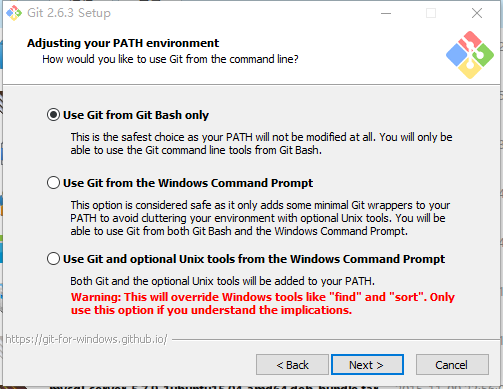 Git 2.6.3 Setup
Adjusting your PATH environment
How would you like to use Git from the command line?
Use Git from Git Bash only
This is the safest choice as your PATH will not be modified at all. You will only
be able to use the Git command line tools from Git Bash.
Use Git from the Windows Command Prompt
This option is considered safe as it only adds some minimal Git wrappers to your
PATH to avoid cluttering your environment with optional Unix tools. You will be
able to use Git from both Git Bash and the Windows Command Prompt.
Use Git and optional Unix tools from the Windows Command Prompt
Both Git and the optional Unix tools will be added to your PATH.
Warning: This will override Windows tools like "find" and "sort". Only
use this option if you understand the implications.
https://git-for-windows.github.io/
< Back
Next >
Cancel